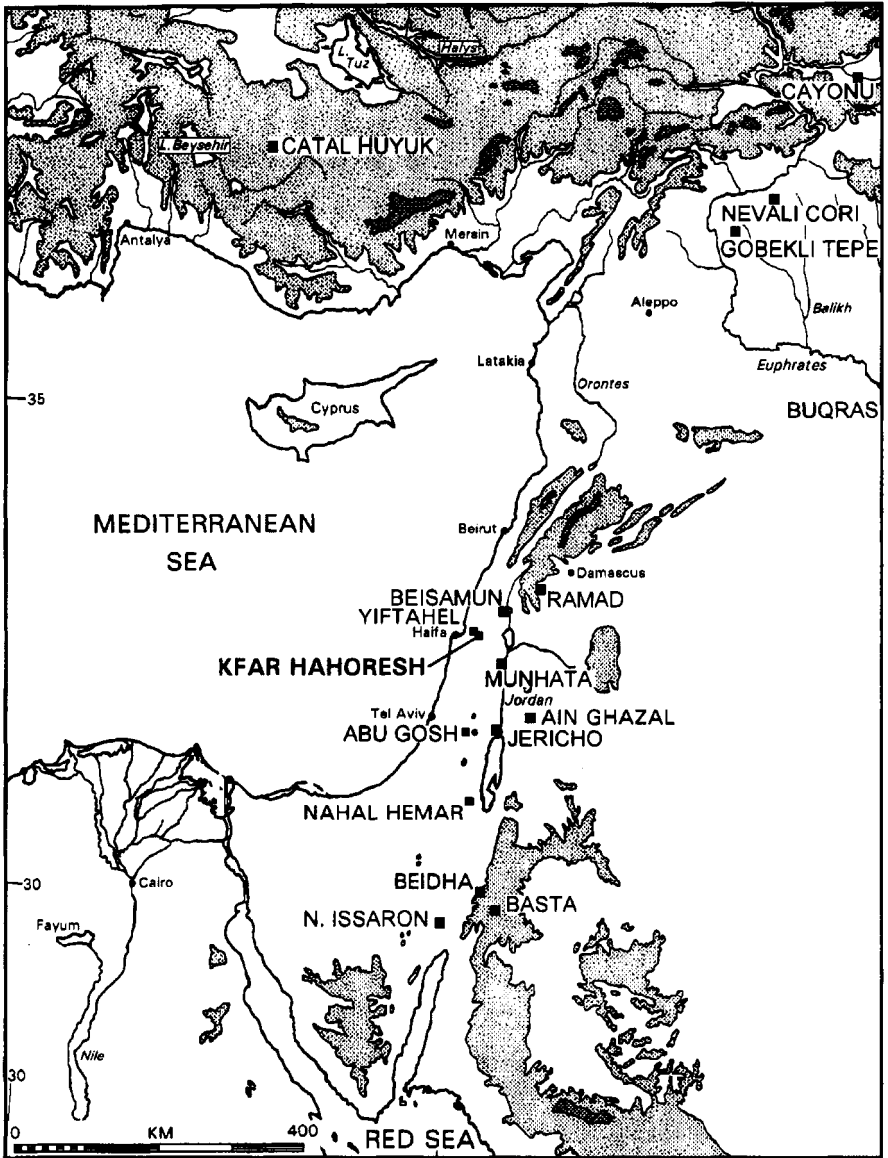 L.
Tuz
Halys
CAYONU
L. Beysehir
CATAL HUYUK
NEVALI CORI
Antalya
Mersin
GOBEKLI TEPE
Aleppo
Balikh
Latakia
Euphrates
35
Orontes
Cyprus
BUQRAS
MEDITERRANEAN
SEA
Beirut
Damascus
BEISAMUN
RAMAD
YIFTAHEL
Haifa
KFAR HAHORESH
MUNHATA
Jordan
Tel Aviv
AIN GHAZAL
ABU GOSH
JERICHO
NAHAL HEMAR
30
Cairo
BEIDHA
BASTA
Fayum
N. ISSARON
Nile
30
0 KM 400
RED SEA